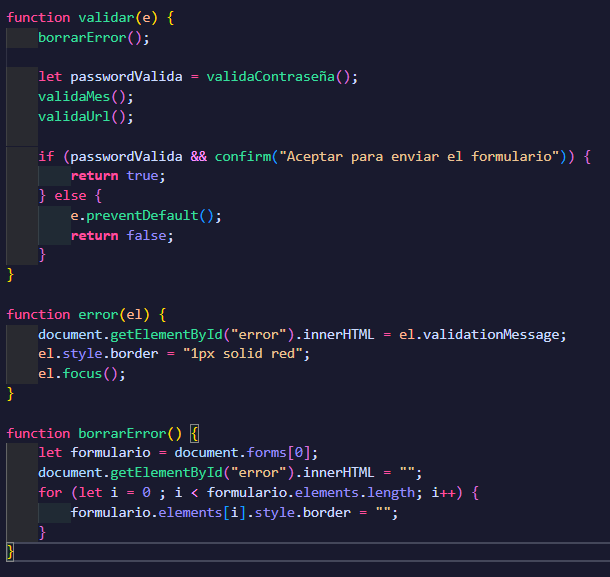 function validar(e) {
    borrarError();

    let passwordValida = validaContraseña();
    validaMes();
    validaUrl();

    if (passwordValida && confirm("Aceptar para enviar el formulario")) {
        return true;
    } else {
        e.preventDefault();
        return false;
    }
}

function error(el) {
    document.getElementById("error").innerHTML = el.validationMessage;
    el.style.border = "1px solid red";
    el.focus();
}

function borrarError() {
    let formulario = document.forms[0];
    document.getElementById("error").innerHTML = "";
    for (let i = 0 ; i < formulario.elements.length; i++) {
        formulario.elements[i].style.border = "";
    }
}